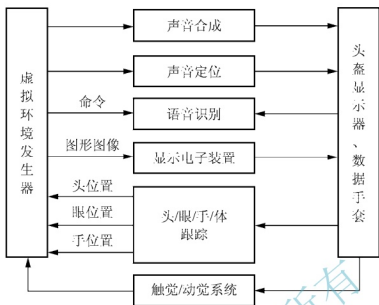 虚拟环境发生器
声音合成
声音定位
命令
语音识别
图形图像
显示电子装置
头位置
眼位置
手位置
头/眼/手/体
跟踪
触觉/动觉系统
头盔显示器、数据手套
所有